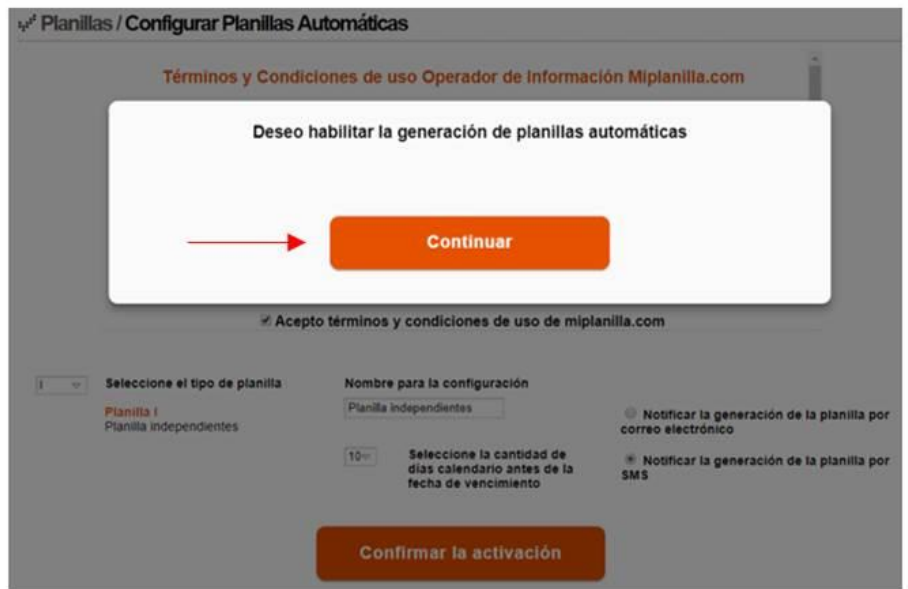 Planillas / Configurar Planillas Automáticas
Términos y Condiciones de uso Operador de Información Miplanilla.com
Deseo habilitar la generación de planillas automáticas
Continuar
Acepto términos y condiciones de uso de miplanilla.com
I
Seleccione el tipo de planilla
Planilla I
Planilla independientes
Nombre para la configuración
Planilla independientes
10
Seleccione la cantidad de
días calendario antes de la
fecha de vencimiento
Notificar la generación de la planilla por
correo electrónico
Notificar la generación de la planilla por
SMS
Confirmar la activación